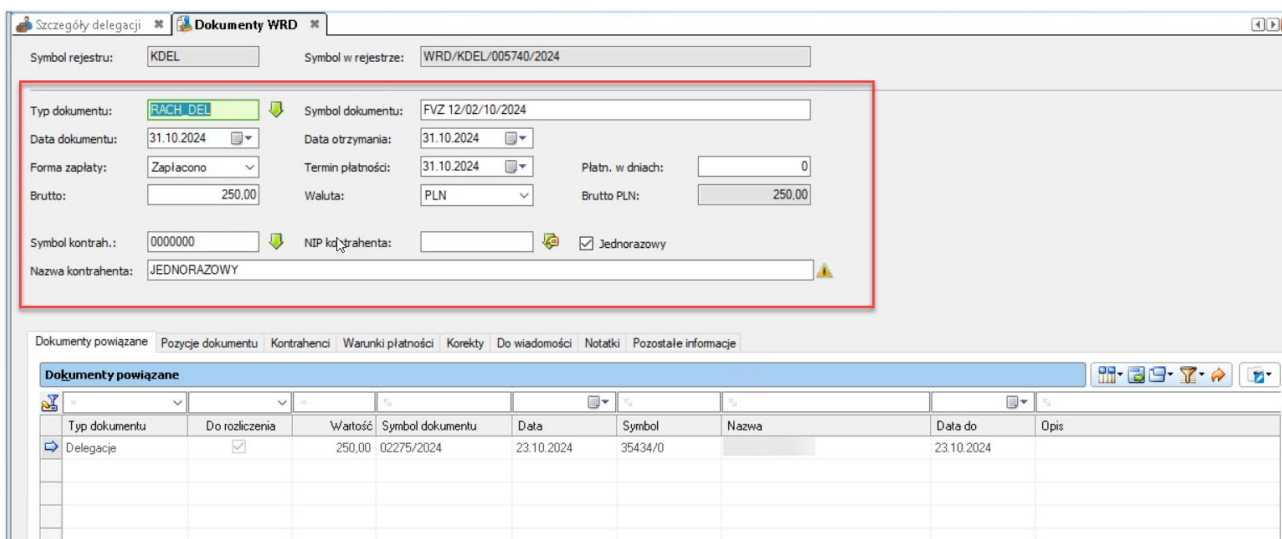 Szczegóły delegacji Dokumenty WRD
Symbol rejestru: KDEL Symbol w rejestrze: WRD/KDEL/005740/2024
Typ dokumentu: RACH_DEL Symbol dokumentu: FVZ 12/02/10/2024
Data dokumentu: 31.10.2024 Data otrzymania: 31.10.2024
Forma zapłaty: Zapłacono Termin płatności: 31.10.2024 Płatn. w dniach: 0
Brutto: 250,00 Waluta: PLN Brutto PLN: 250,00
Symbol kontrah.: 0000000 NIP kontrahenta: Jednorazowy
Nazwa kontrahenta: JEDNORAZOWY
Dokumenty powiązane Pozycje dokumentu Kontrahenci Warunki płatności Korekty Do wiadomości Notatki Pozostałe informacje
Dokumenty powiązane
Typ dokumentu Do rozliczenia Wartość Symbol dokumentu Data Symbol Nazwa Data do Opis
Delegacje 250,00 02275/2024 23.10.2024 35434/0 23.10.2024